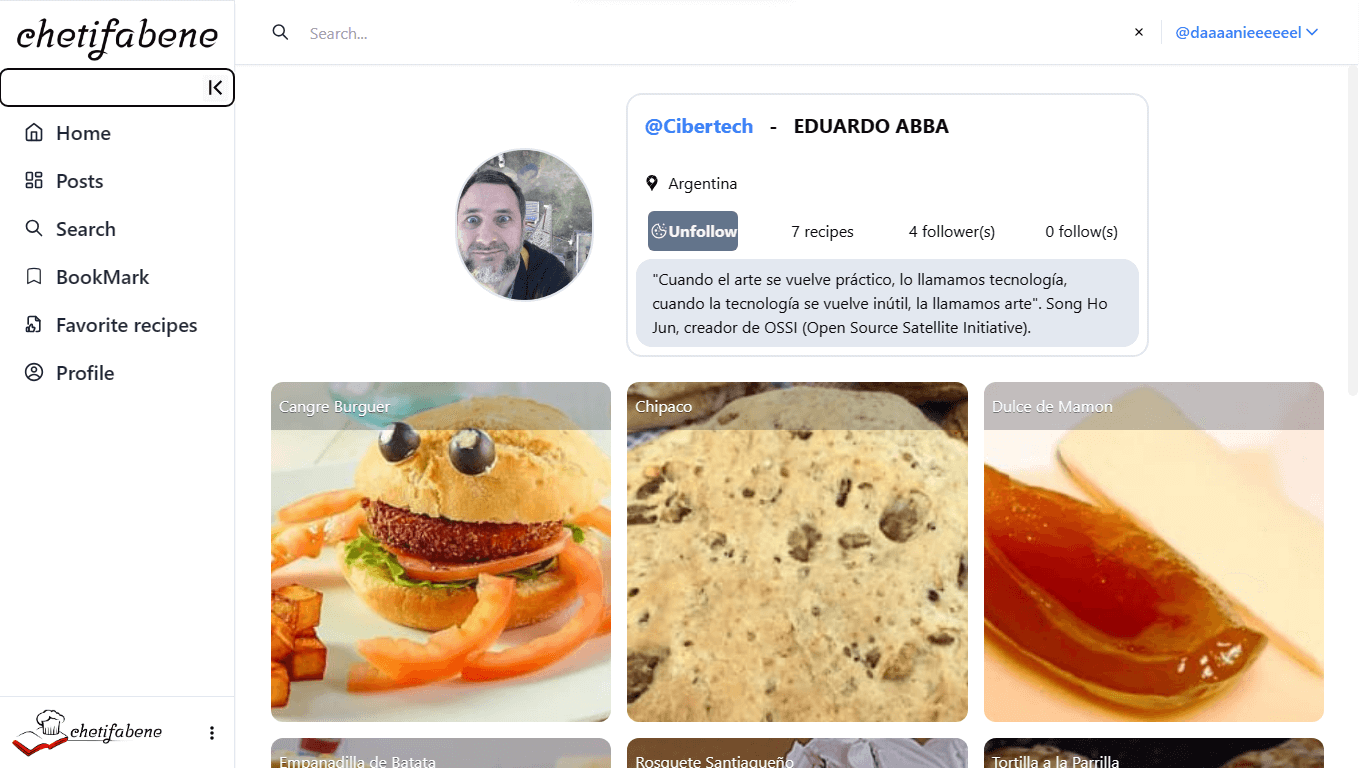 chetifabene
Search...
×
@daaaanieeeeeel
Home
Posts
Search
BookMark
Favorite recipes
Profile
@Cibertech - EDUARDO ABBA
Argentina
Unfollow 7 recipes 4 follower(s) 0 follow(s)
"Cuando el arte se vuelve práctico, lo llamamos tecnología,
cuando la tecnología se vuelve inútil, la llamamos arte". Song Ho
Jun, creador de OSSI (Open Source Satellite Initiative).
Cangre Burguer
Chipaco
Dulce de Mamon
Empanadilla de Batata
Rosquete Santiagueño
Tortilla a la Parrilla
chetifabene